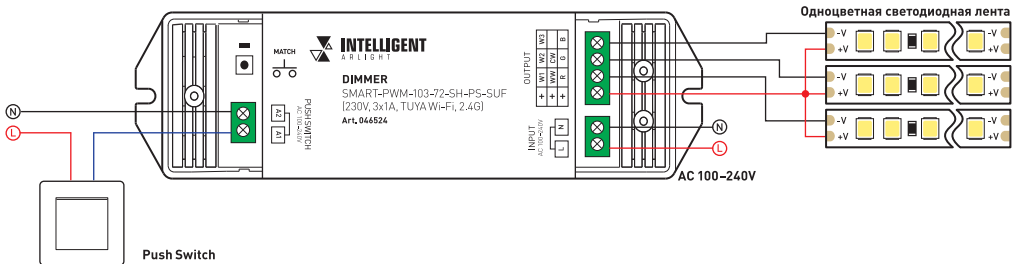 Одноцветная светодиодная лента
MATCH
INTELLIGENT
ARLIGHT
DIMMER
SMART-PWM-103-72-SH-PS-SUF
(230V, 3x1A, TUYA Wi-Fi, 2.4G)
Art. 046524
PUSH SWITCH
AC 100-240V
A2
A1
OUTPUT
W3 B
W2 CW G
W1 WW R
+ + +
INPUT
AC 100-240V
N
L
N
L
N
L
AC 100-240V
-V -V
+V +V
-V -V
+V +V
-V -V
+V +V
Push Switch